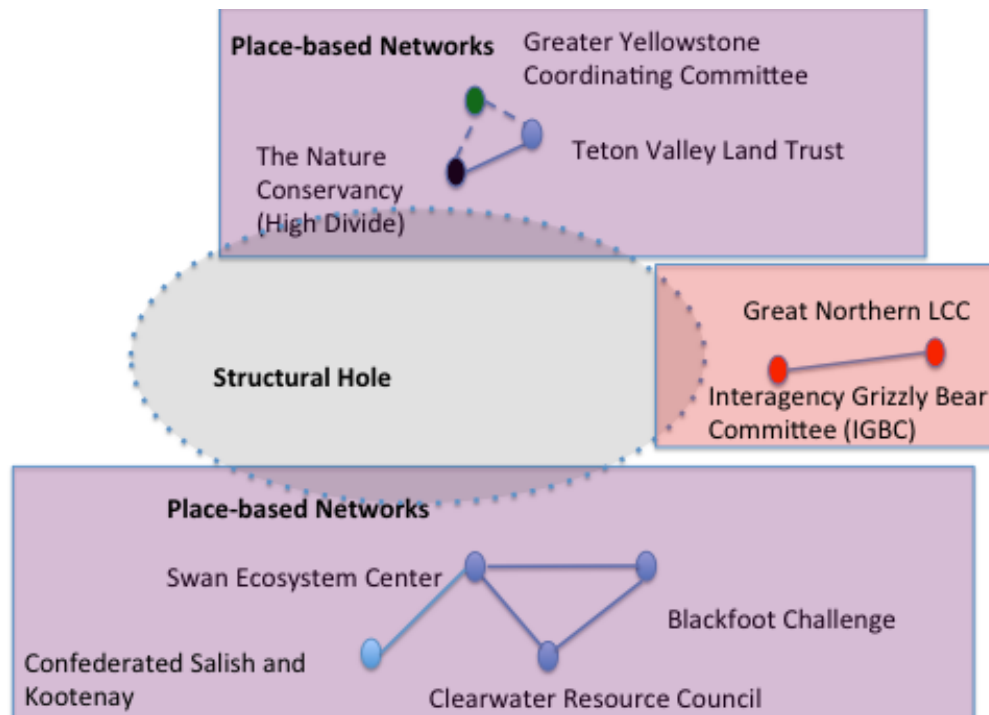 Place-based Networks
Greater Yellowstone
Coordinating Committee
The Nature
Conservancy
(High Divide)
Teton Valley Land Trust
Structural Hole
Great Northern LCC
Interagency Grizzly Bear
Committee (IGBC)
Place-based Networks
Swan Ecosystem Center
Blackfoot Challenge
Confederated Salish and
Kootenay
Clearwater Resource Council